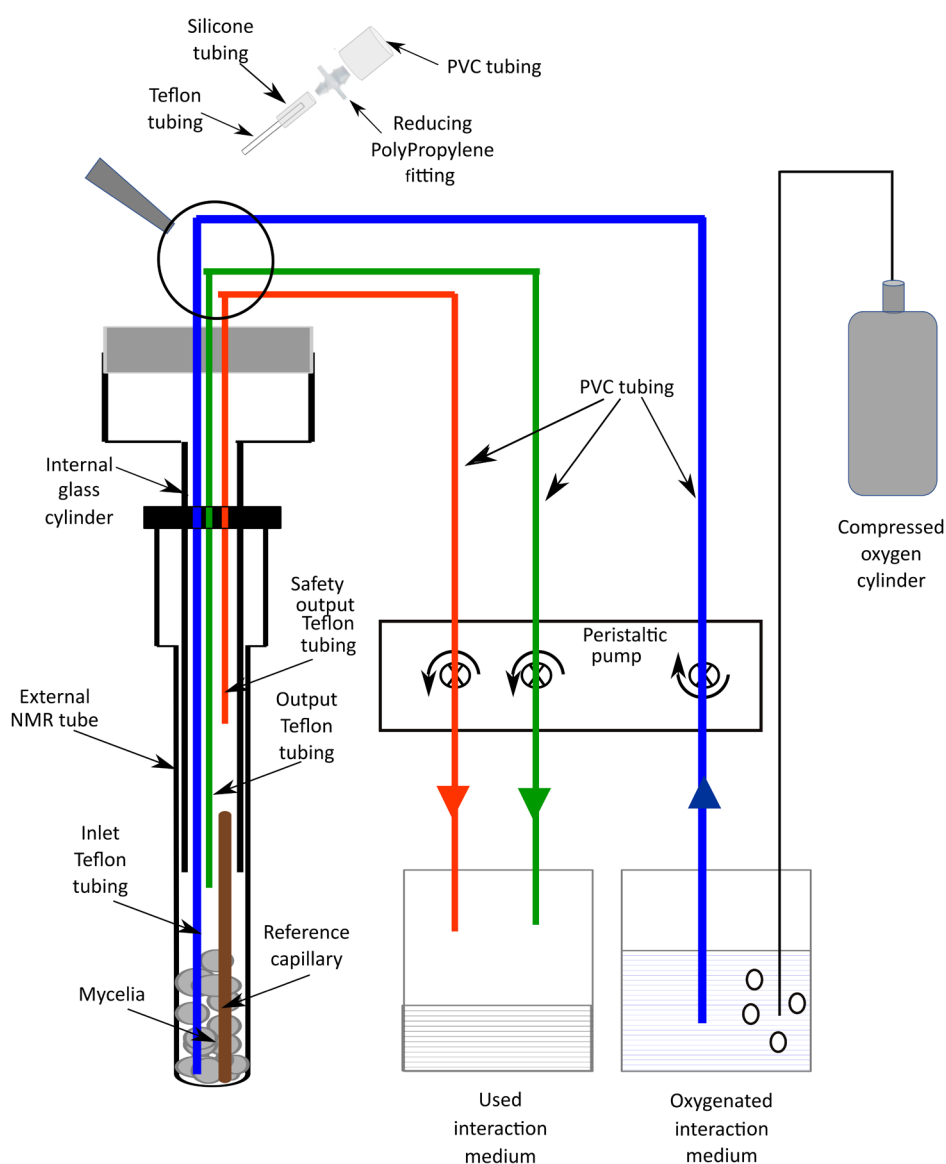 Silicone
tubing
PVC tubing
Teflon
tubing
Reducing
PolyPropylene
fitting
PVC tubing
Internal
glass
cylinder
Compressed
oxygen
cylinder
Safety
output
Teflon
tubing
Peristaltic
pump
External
NMR tube
Output
Teflon
tubing
Inlet
Teflon
tubing
Reference
capillary
Mycelia
Used
interaction
medium
Oxygenated
interaction
medium